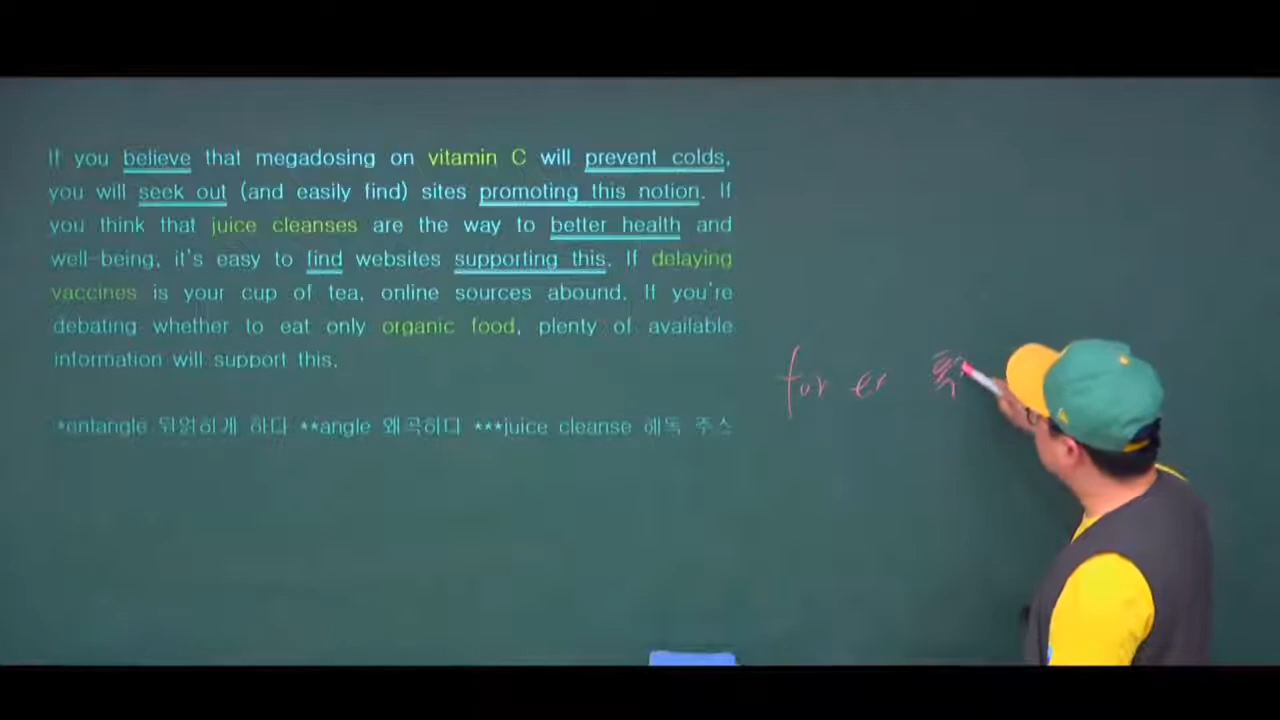 If you believe that megadosing on vitamin C will prevent colds,
you will seek out (and easily find) sites promoting this notion. If
you think that juice cleanses are the way to better health and
well-being, it's easy to find websites supporting this. If delaying
vaccines is your cup of tea, online sources abound. If you're
debating whether to eat only organic food, plenty of available
information will support this.
for ex
*entangle 뒤얽히게 하다 **angle 왜곡하다 ***juice cleanse 해독 주스